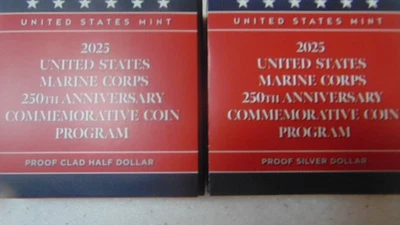 UNITED STATES MINT
2025
UNITED STATES
MARINE CORPS
250TH ANNIVERSARY
COMMEMORATIVE COIN
PROGRAM
PROOF CLAD HALF DOLLAR
UNITED STATES MINT
2025
UNITED STATES
MARINE CORPS
250TH ANNIVERSARY
COMMEMORATIVE COIN
PROGRAM
PROOF SILVER DOLLAR